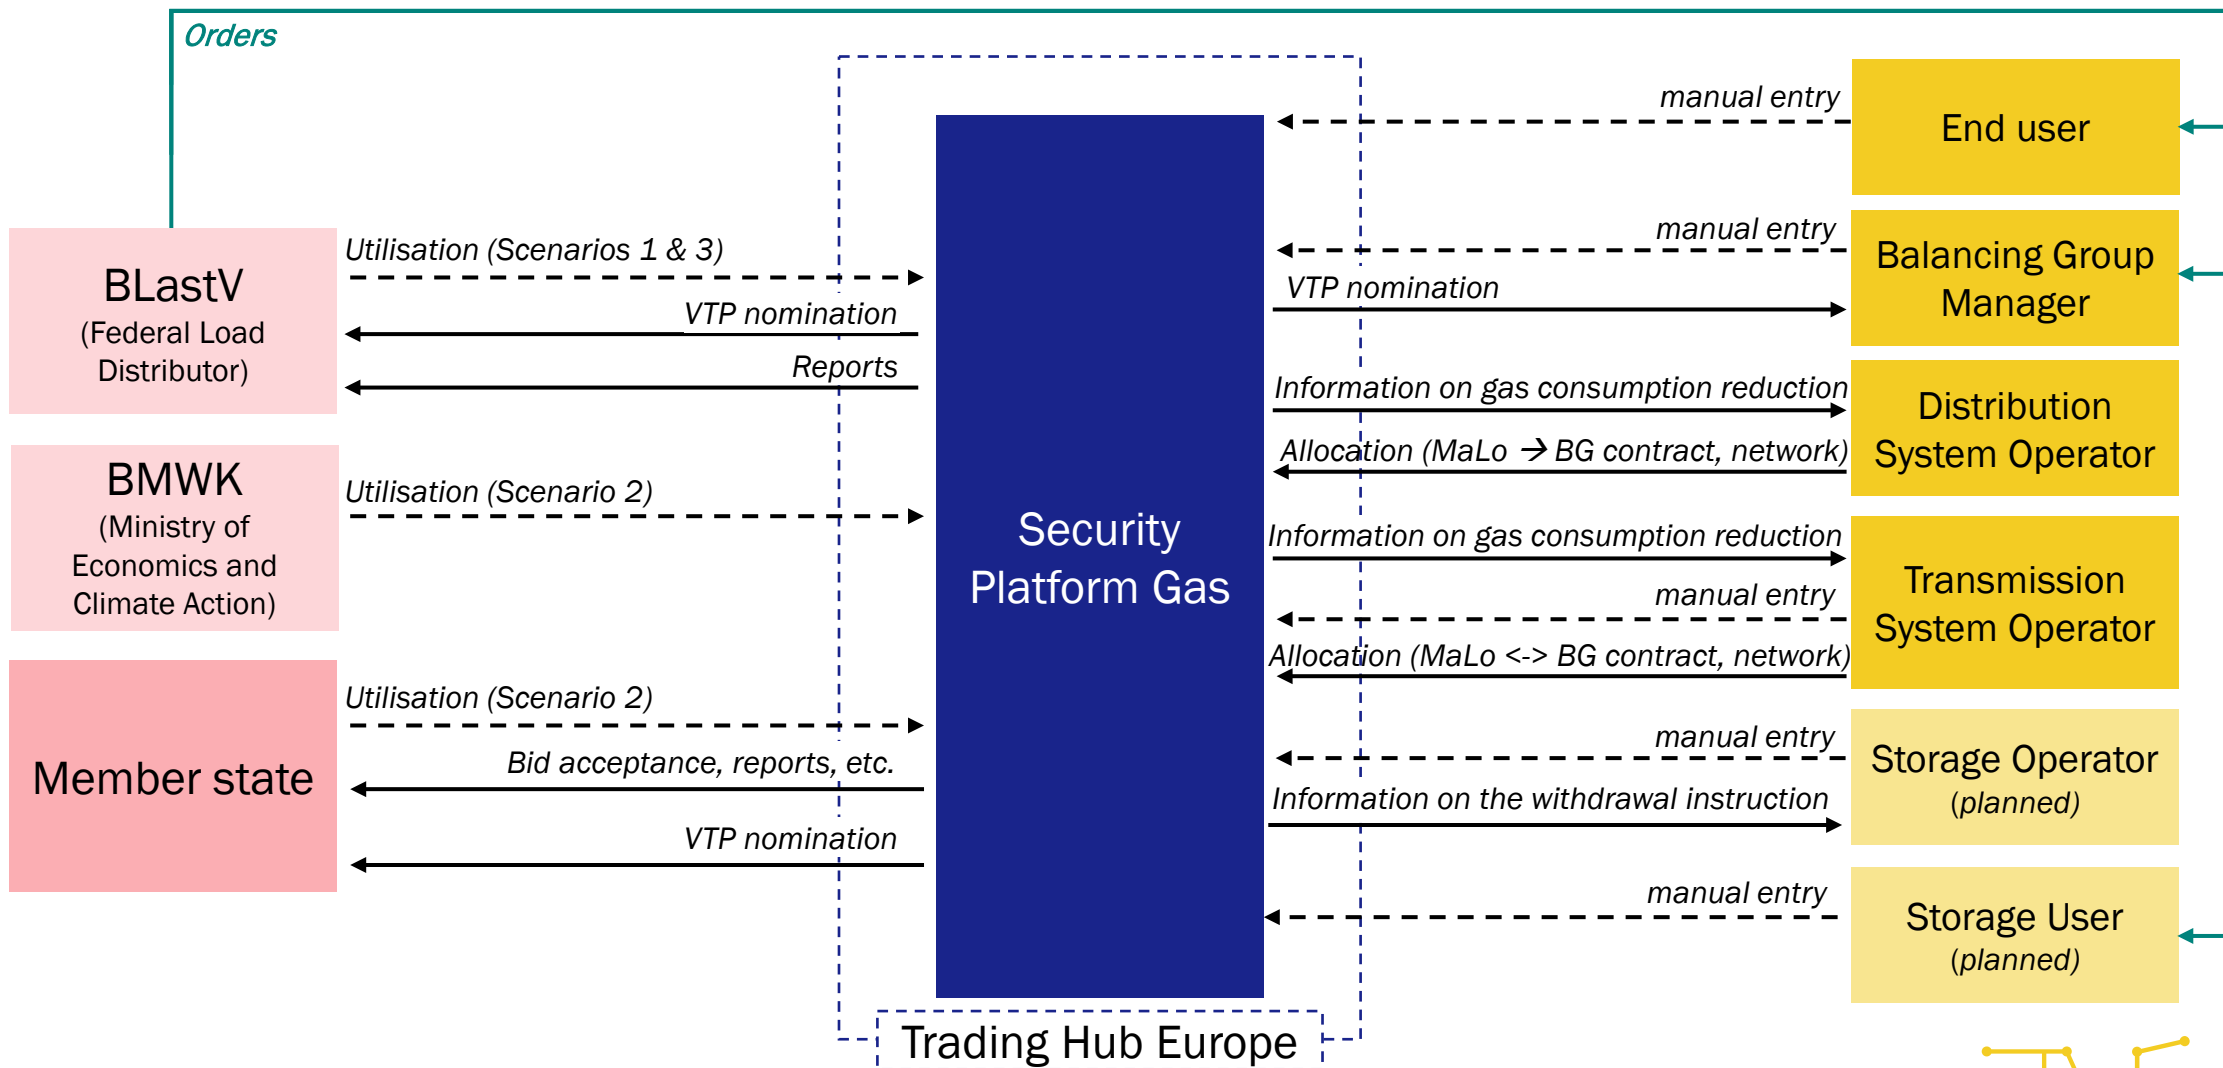 Orders
BLastV
(Federal Load
Distributor)
Utilisation (Scenarios 1 & 3)
VTP nomination
Reports
BMWK
(Ministry of
Economics and
Climate Action)
Utilisation (Scenario 2)
Member state
Utilisation (Scenario 2)
Bid acceptance, reports, etc.
VTP nomination
Security
Platform Gas
Trading Hub Europe
manual entry
End user
manual entry
VTP nomination
Balancing Group
Manager
Information on gas consumption reduction
Allocation (MaLo → BG contract, network)
Distribution
System Operator
Information on gas consumption reduction
manual entry
Allocation (MaLo <-> BG contract, network)
Transmission
System Operator
manual entry
Information on the withdrawal instruction
Storage Operator
(planned)
manual entry
Storage User
(planned)